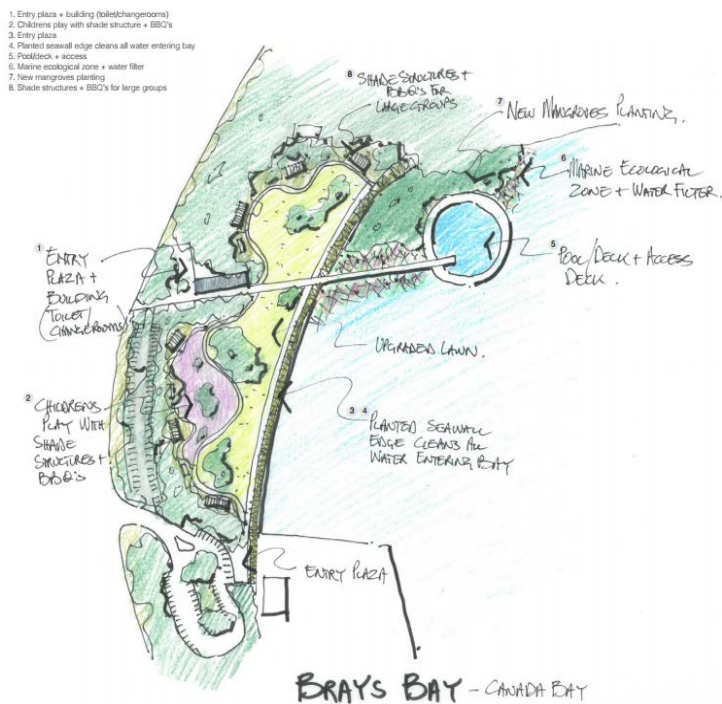 1. Entry plaza + building (toilet/changerooms)
2. Childrens play with shade structure + BBQ's
3. Entry plaza
4. Planted seawall edge cleans all water entering bay
5. Pool/deck + access
6. Marine ecological zone + water filter
7. New mangroves planting
8. Shade structures + BBQ's for large groups
8 SHADE STRUCTURES +
BBQ'S FOR
LARGE GROUPS
7 NEW MANGROVES PLANTING.
6 MARINE ECOLOGICAL
ZONE + WATER FILTER.
1 ENTRY
PLAZA +
BUILDING
(TOILET/
CHANGEROOMS)
5 POOL/DECK + ACCESS
DECK.
UPGRADED LAWN.
2 CHILDRENS
PLAY WITH
SHADE
STRUCTURES +
BBQ'S
3 4 PLANTED SEAWALL
EDGE CLEANS ALL
WATER ENTERING BAY
ENTRY PLAZA
BRAYS BAY - CANADA BAY